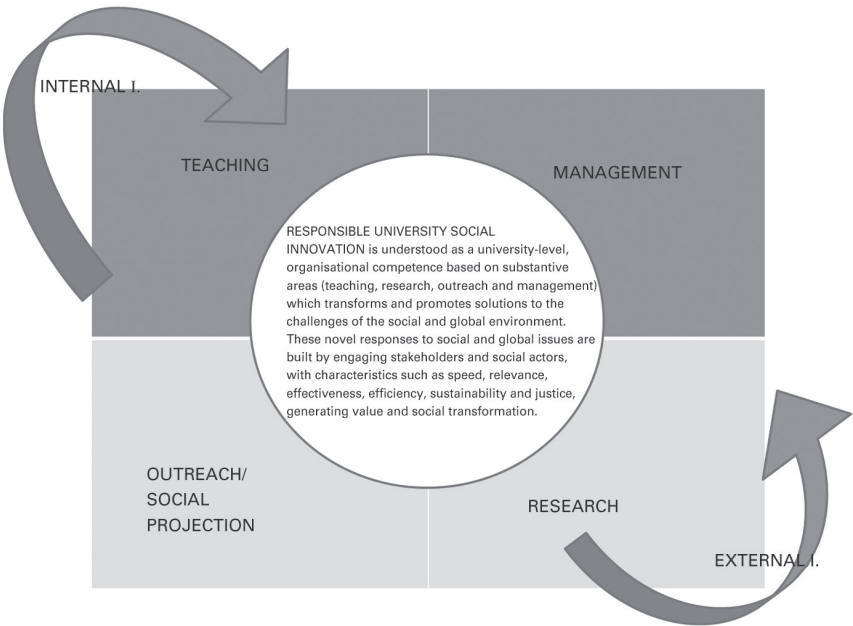 INTERNAL I.
TEACHING
MANAGEMENT
RESPONSIBLE UNIVERSITY SOCIAL
INNOVATION is understood as a university-level,
organisational competence based on substantive
areas (teaching, research, outreach and management)
which transforms and promotes solutions to the
challenges of the social and global environment.
These novel responses to social and global issues are
built by engaging stakeholders and social actors,
with characteristics such as speed, relevance,
effectiveness, efficiency, sustainability and justice,
generating value and social transformation.
OUTREACH/
SOCIAL
PROJECTION
RESEARCH
EXTERNAL I.